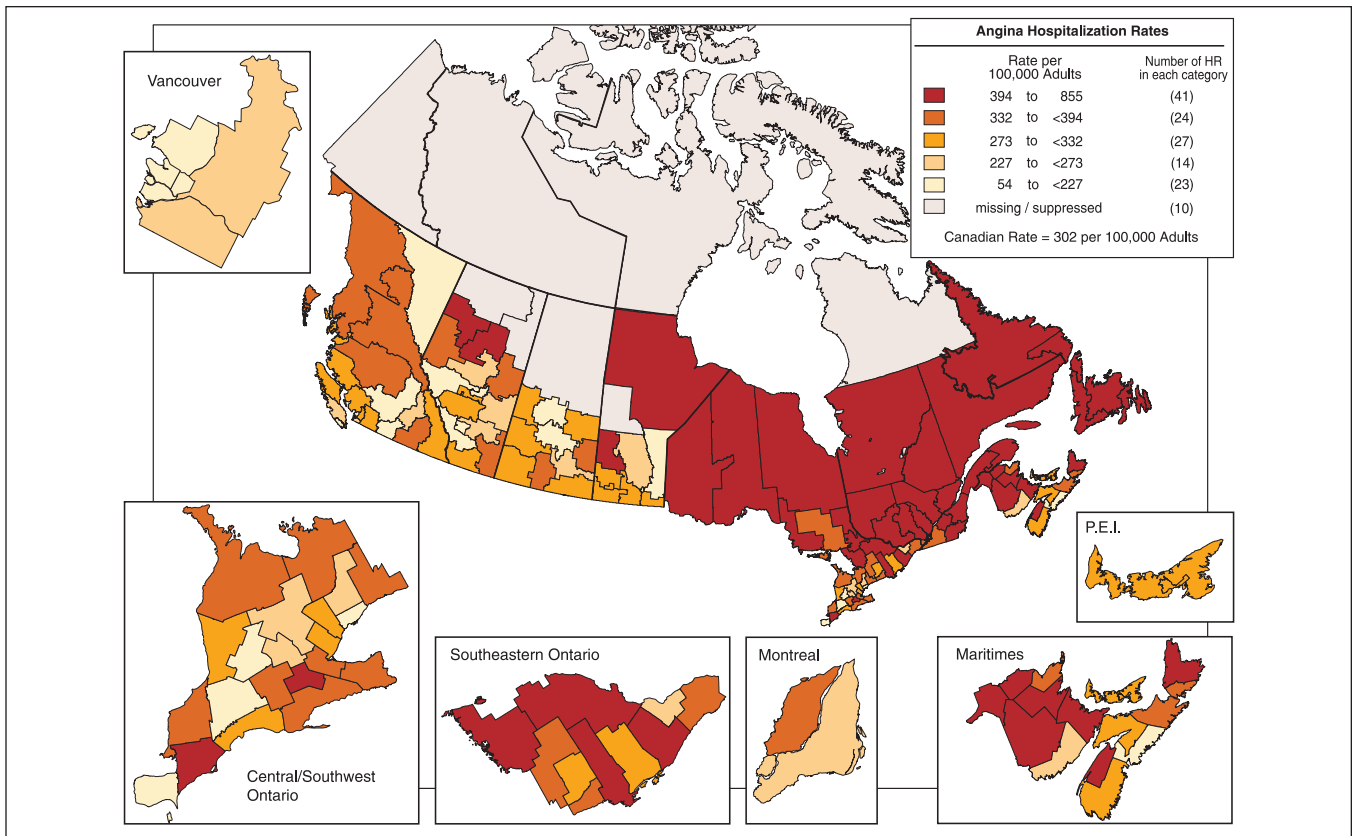 Vancouver
Angina Hospitalization Rates
Rate per
100,000 Adults
Number of HR
in each category
394 to 855 (41)
332 to <394 (24)
273 to <332 (27)
227 to <273 (14)
54 to <227 (23)
missing / suppressed (10)
Canadian Rate = 302 per 100,000 Adults
P.E.I.
Central/Southwest
Ontario
Southeastern Ontario
Montreal
Maritimes